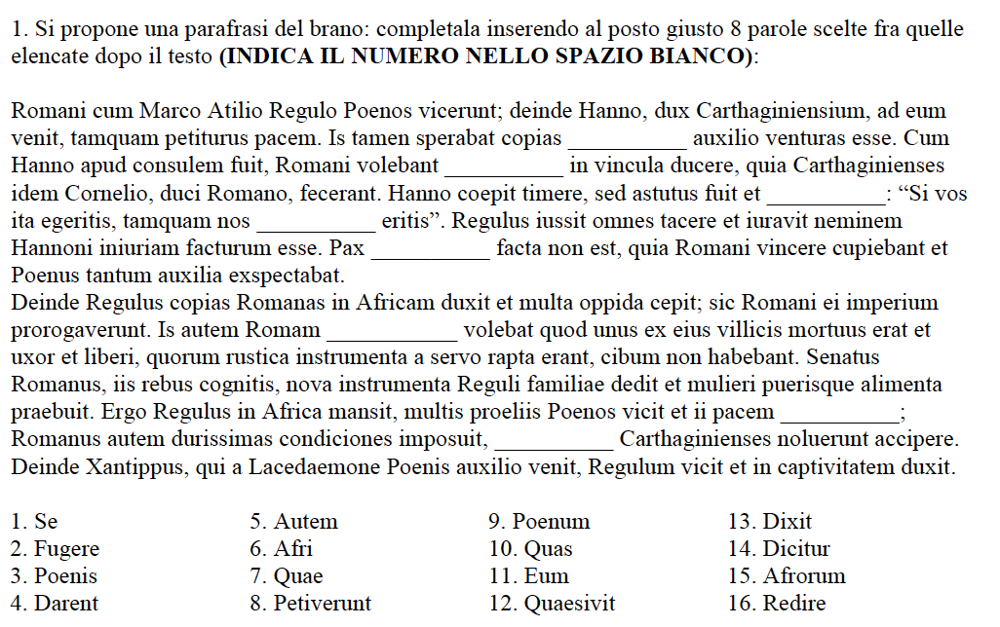 1. Si propone una parafrasi del brano: completala inserendo al posto giusto 8 parole scelte fra quelle
elencate dopo il testo (INDICA IL NUMERO NELLO SPAZIO BIANCO):
Romani cum Marco Atilio Regulo Poenos vicerunt; deinde Hanno, dux Carthaginiensium, ad eum
venit, tamquam petiturus pacem. Is tamen sperabat copias __________ auxilio venturas esse. Cum
Hanno apud consulem fuit, Romani volebant __________ in vincula ducere, quia Carthaginienses
idem Cornelio, duci Romano, fecerant. Hanno coepit timere, sed astutus fuit et __________: “Si vos
ita egeritis, tamquam nos __________ eritis”. Regulus iussit omnes tacere et iuravit neminem
Hannoni iniuriam facturum esse. Pax __________ facta non est, quia Romani vincere cupiebant et
Poenus tantum auxilia exspectabat.
Deinde Regulus copias Romanas in Africam duxit et multa oppida cepit; sic Romani ei imperium
prorogaverunt. Is autem Romam ___________ volebat quod unus ex eius villicis mortuus erat et
uxor et liberi, quorum rustica instrumenta a servo rapta erant, cibum non habebant. Senatus
Romanus, iis rebus cognitis, nova instrumenta Reguli familiae dedit et mulieri puerisque alimenta
praebuit. Ergo Regulus in Africa mansit, multis proeliis Poenos vicit et ii pacem __________;
Romanus autem durissimas condiciones imposuit, __________ Carthaginienses noluerunt accipere.
Deinde Xantippus, qui a Lacedaemone Poenis auxilio venit, Regulum vicit et in captivitatem duxit.
1. Se 5. Autem 9. Poenum 13. Dixit
2. Fugere 6. Afri 10. Quas 14. Dicitur
3. Poenis 7. Quae 11. Eum 15. Afrorum
4. Darent 8. Petiverunt 12. Quaesivit 16. Redire